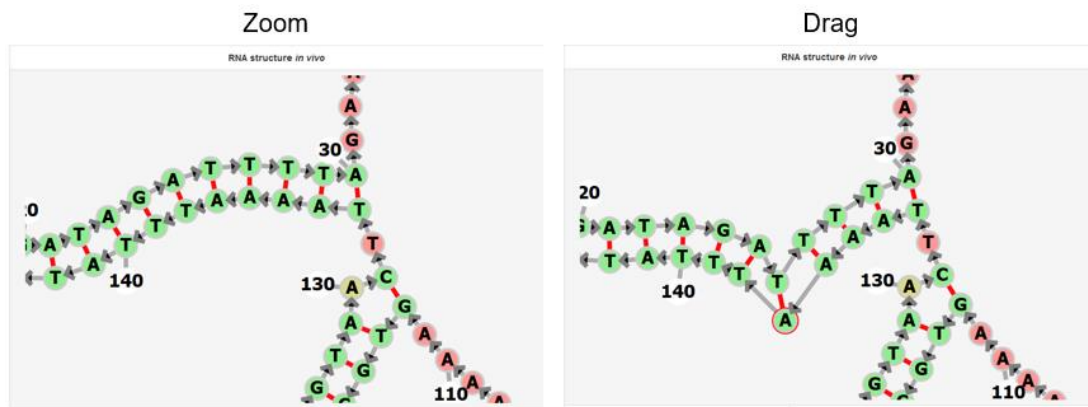 Zoom
Drag
RNA structure in vivo
RNA structure in vivo
A
G
30
A T A G A T T T T A
T A T T T A A A A T
140
T
C
130 A
G
A T A A
T G
G
110
A
G
30
20
A T A G A T T T T A
T A T T T A A A A T
140
T
C
130 A
G
A T A A A
T G
G
110